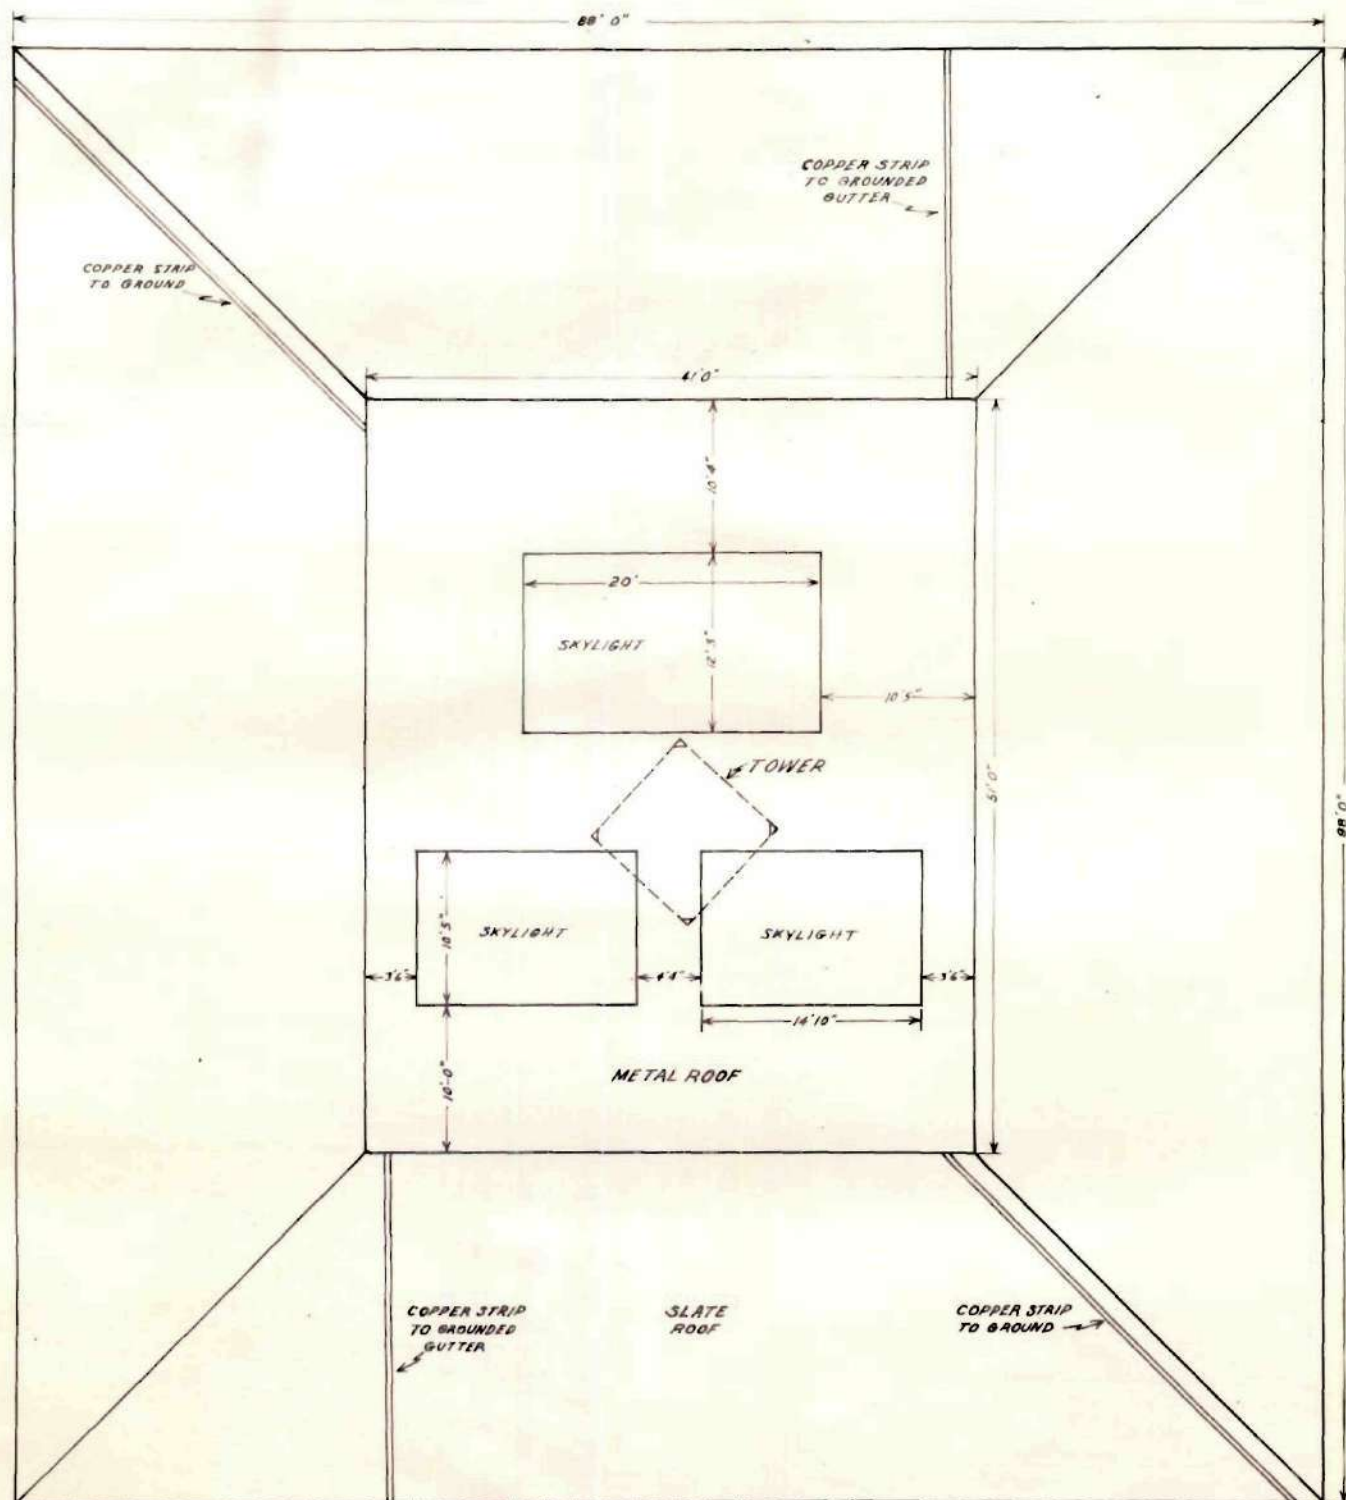 88' 0"
COPPER STRIP
TO GROUNDED
GUTTER
COPPER STRIP
TO GROUND
41'0"
10'4"
20'
SKYLIGHT
12'3"
10'5"
TOWER
51'0"
98'0"
10'5"
SKYLIGHT
SKYLIGHT
3'6"
4'4"
3'6"
14'10"
METAL ROOF
10'-0"
COPPER STRIP
TO GROUNDED
GUTTER
SLATE
ROOF
COPPER STRIP
TO GROUND